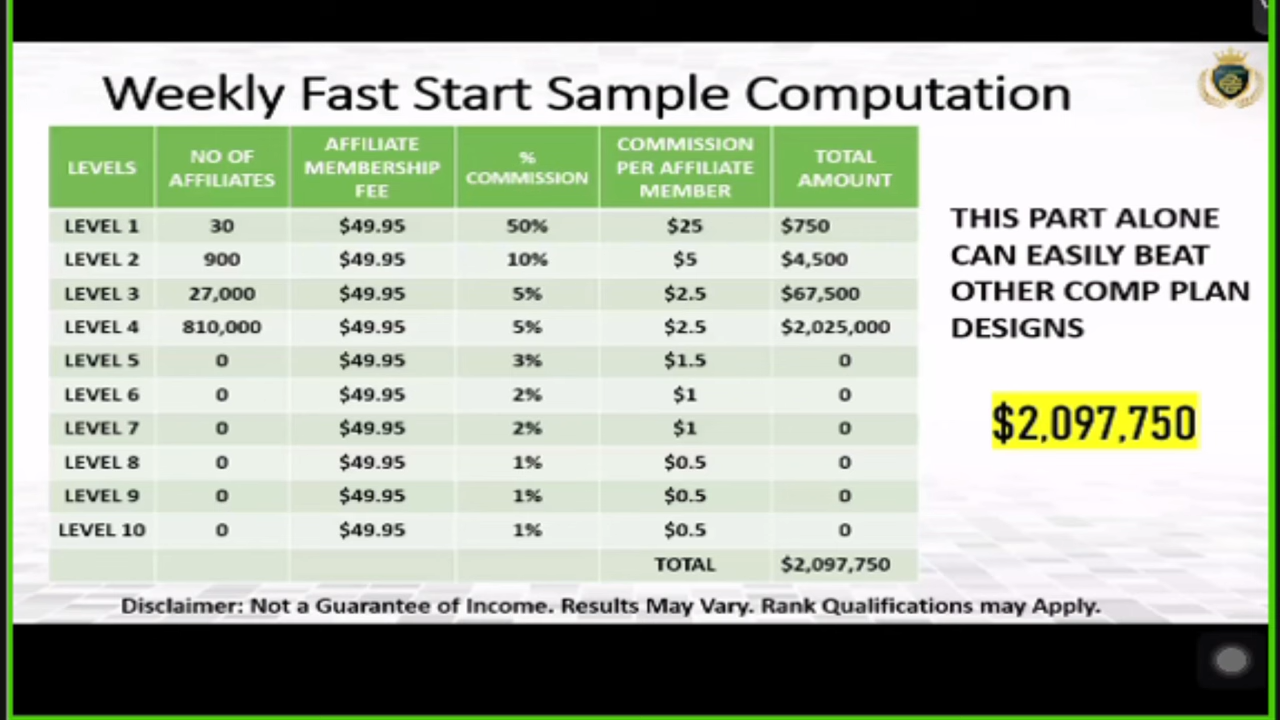 Weekly Fast Start Sample Computation
LEVELS NO OF AFFILIATES AFFILIATE MEMBERSHIP FEE % COMMISSION COMMISSION PER AFFILIATE MEMBER TOTAL AMOUNT
LEVEL 1 30 $49.95 50% $25 $750
LEVEL 2 900 $49.95 10% $5 $4,500
LEVEL 3 27,000 $49.95 5% $2.5 $67,500
LEVEL 4 810,000 $49.95 5% $2.5 $2,025,000
LEVEL 5 0 $49.95 3% $1.5 0
LEVEL 6 0 $49.95 2% $1 0
LEVEL 7 0 $49.95 2% $1 0
LEVEL 8 0 $49.95 1% $0.5 0
LEVEL 9 0 $49.95 1% $0.5 0
LEVEL 10 0 $49.95 1% $0.5 0
TOTAL $2,097,750
THIS PART ALONE
CAN EASILY BEAT
OTHER COMP PLAN
DESIGNS
$2,097,750
Disclaimer: Not a Guarantee of Income. Results May Vary. Rank Qualifications may Apply.